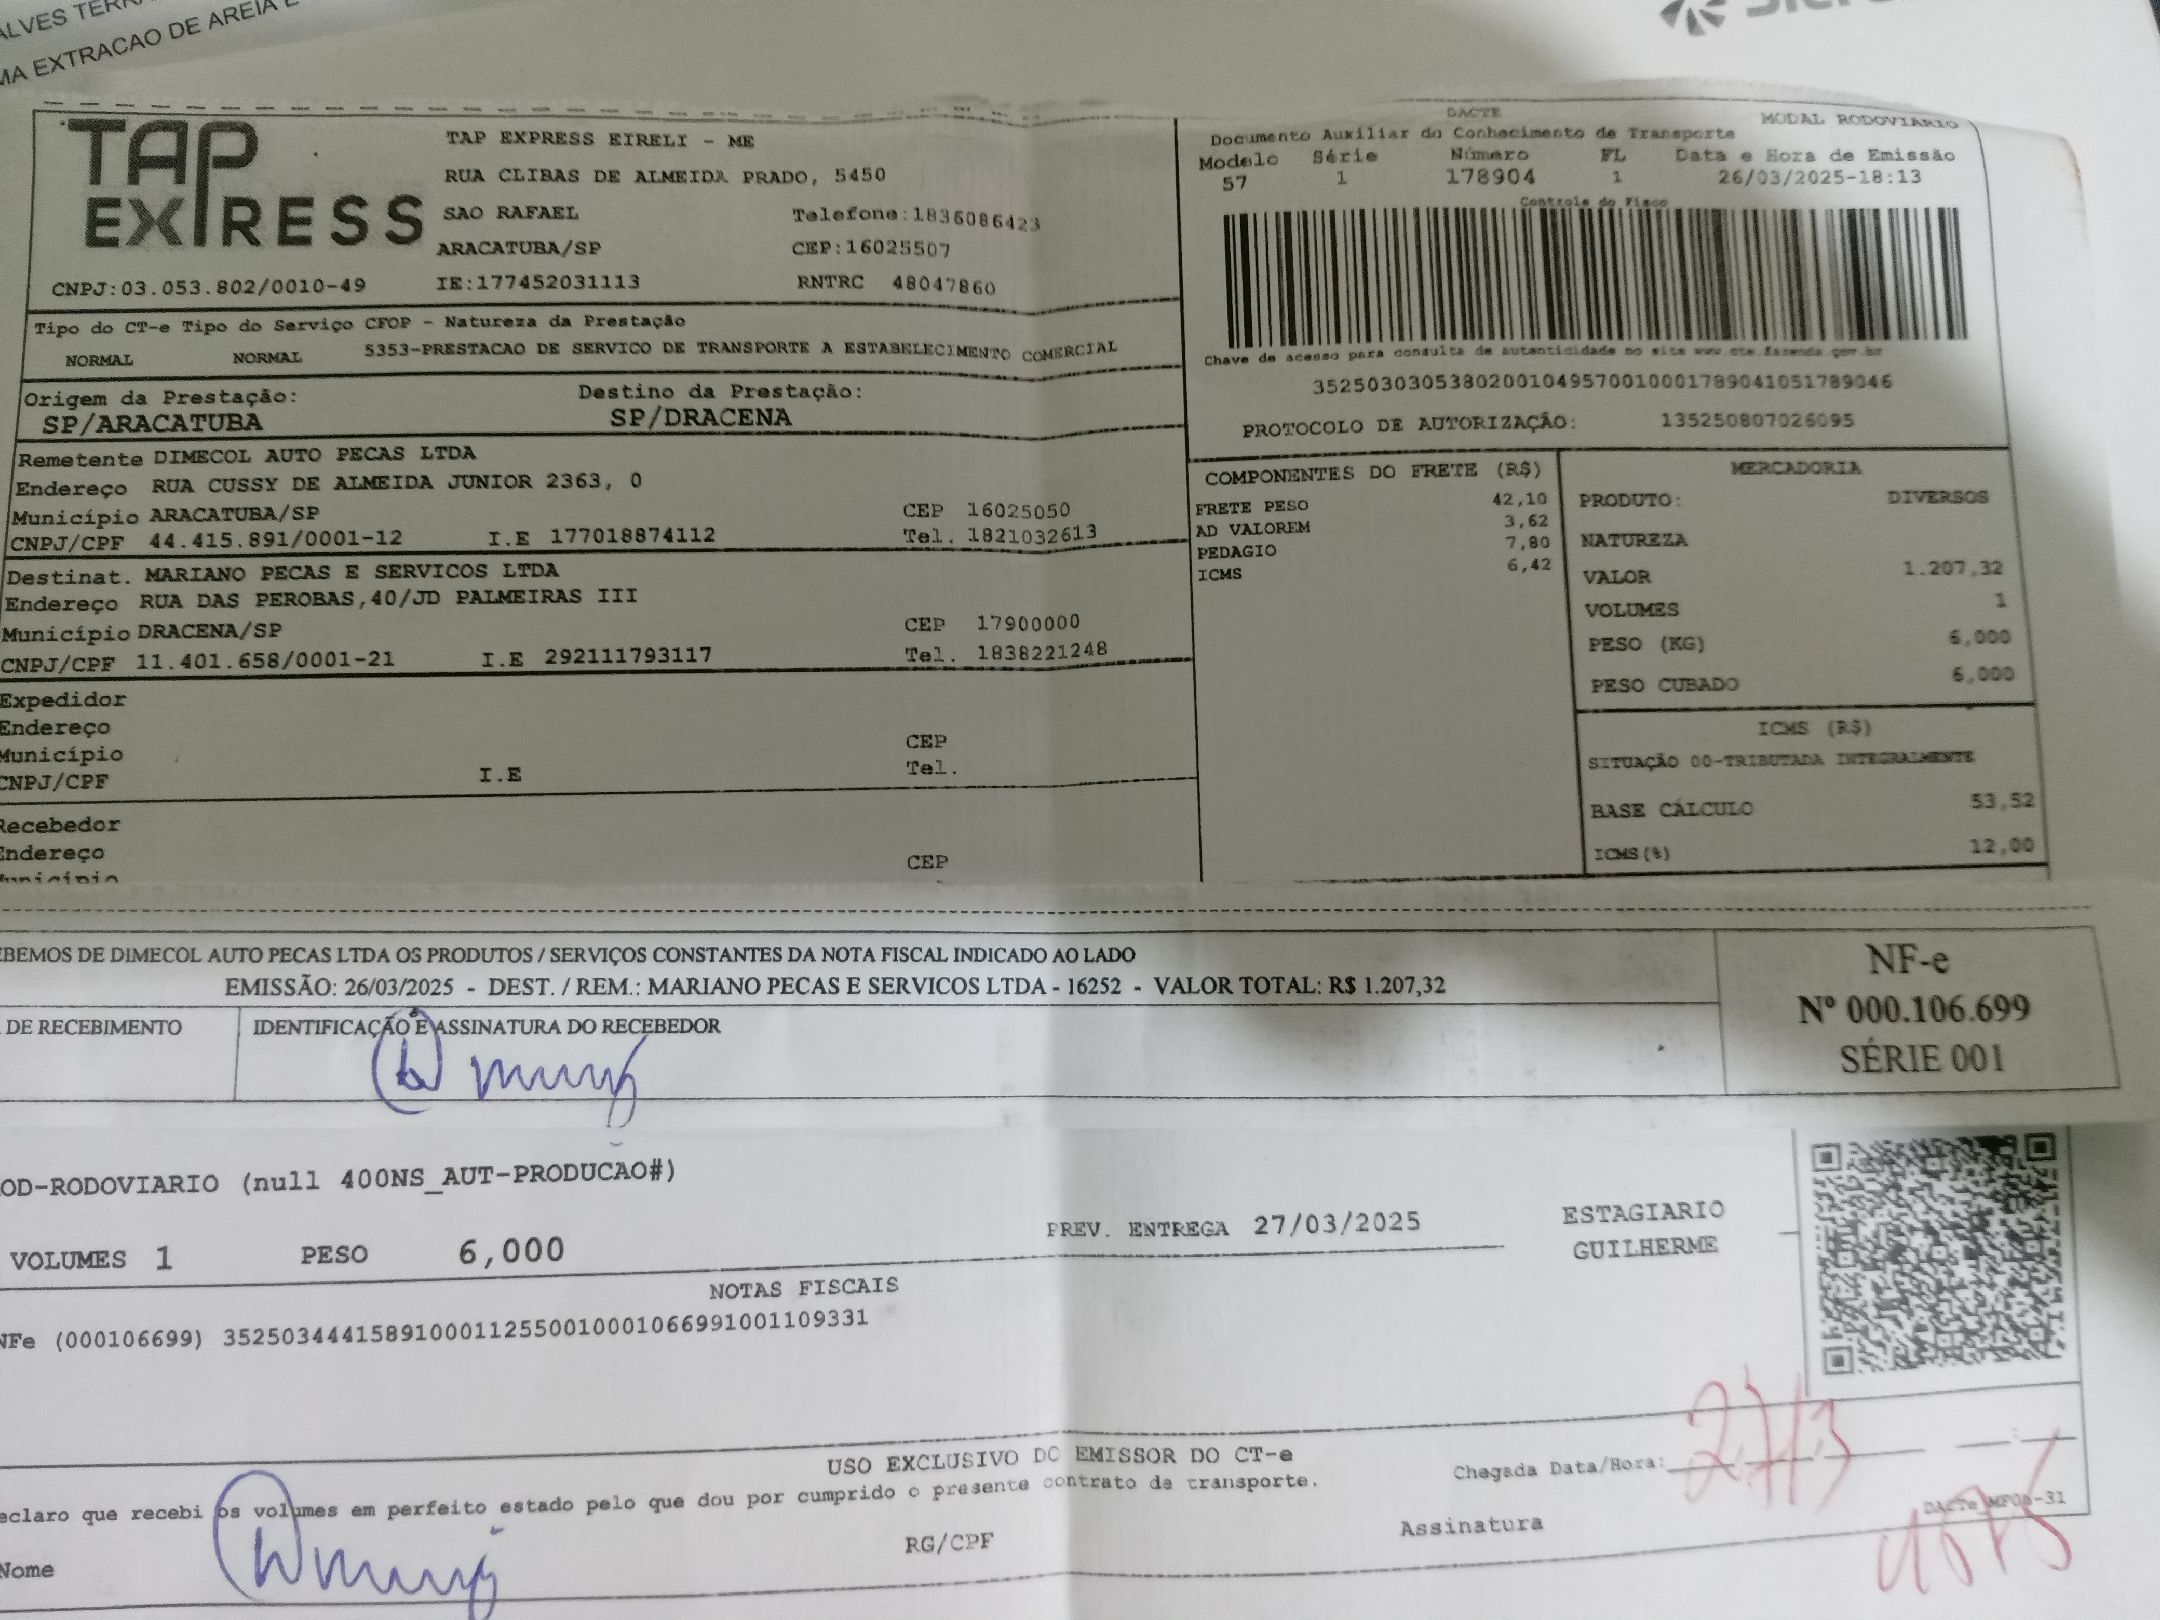 ALVES TERRA
MA EXTRACAO DE AREIA E
TAP EXPRESS
TAP EXPRESS EIRELI - ME
RUA CLIBAS DE ALMEIDA PRADO, 5450
SAO RAFAEL Telefone:1836086423
ARACATUBA/SP CEP:16025507
CNPJ:03.053.802/0010-49 IE:177452031113 RNTRC 48047860
DACTE MODAL RODOVIARIO
Documento Auxiliar do Conhecimento de Transporte
Modelo Série Número FL Data e Hora de Emissão
57 1 178904 1 26/03/2025-18:13
Controle do Fisco
Chave de acesso para consulta de autenticidade no site www.cte.fazenda.gov.br
35250303053802001049570010001789041051789046
PROTOCOLO DE AUTORIZAÇÃO: 135250807026095
Tipo do CT-e Tipo do Serviço CFOP - Natureza da Prestação
NORMAL NORMAL 5353-PRESTACAO DE SERVICO DE TRANSPORTE A ESTABELECIMENTO COMERCIAL
Origem da Prestação: Destino da Prestação:
SP/ARACATUBA SP/DRACENA
Remetente DIMECOL AUTO PECAS LTDA
Endereço RUA CUSSY DE ALMEIDA JUNIOR 2363, 0
Município ARACATUBA/SP CEP 16025050
CNPJ/CPF 44.415.891/0001-12 I.E 177018874112 Tel. 1821032613
Destinat. MARIANO PECAS E SERVICOS LTDA
Endereço RUA DAS PEROBAS,40/JD PALMEIRAS III
Município DRACENA/SP CEP 17900000
CNPJ/CPF 11.401.658/0001-21 I.E 292111793117 Tel. 1838221248
Expedidor
Endereço
Município CEP
CNPJ/CPF I.E Tel.
Recebedor
Endereço CEP
Município
COMPONENTES DO FRETE (R$)
FRETE PESO 42,10
AD VALOREM 3,62
PEDAGIO 7,80
ICMS 6,42
MERCADORIA
PRODUTO: DIVERSOS
NATUREZA
VALOR 1.207,32
VOLUMES 1
PESO (KG) 6,000
PESO CUBADO 6,000
ICMS (R$)
SITUAÇÃO 00-TRIBUTADA INTEGRALMENTE
BASE CÁLCULO 53,52
ICMS(%) 12,00
EBEMOS DE DIMECOL AUTO PECAS LTDA OS PRODUTOS / SERVIÇOS CONSTANTES DA NOTA FISCAL INDICADO AO LADO
EMISSÃO: 26/03/2025 - DEST. / REM.: MARIANO PECAS E SERVICOS LTDA - 16252 - VALOR TOTAL: R$ 1.207,32
DE RECEBIMENTO IDENTIFICAÇÃO E ASSINATURA DO RECEBEDOR
NF-e
Nº 000.106.699
SÉRIE 001
OD-RODOVIARIO (null 400NS_AUT-PRODUCAO#)
VOLUMES 1 PESO 6,000 PREV. ENTREGA 27/03/2025
ESTAGIARIO
GUILHERME
NOTAS FISCAIS
NFe (000106699) 35250344415891000112550010001066991001109331
USO EXCLUSIVO DO EMISSOR DO CT-e
eclaro que recebi os volumes em perfeito estado pelo que dou por cumprido o presente contrato de transporte.
Chegada Data/Hora: 27/3
DACTe_MF08-31
Nome RG/CPF Assinatura